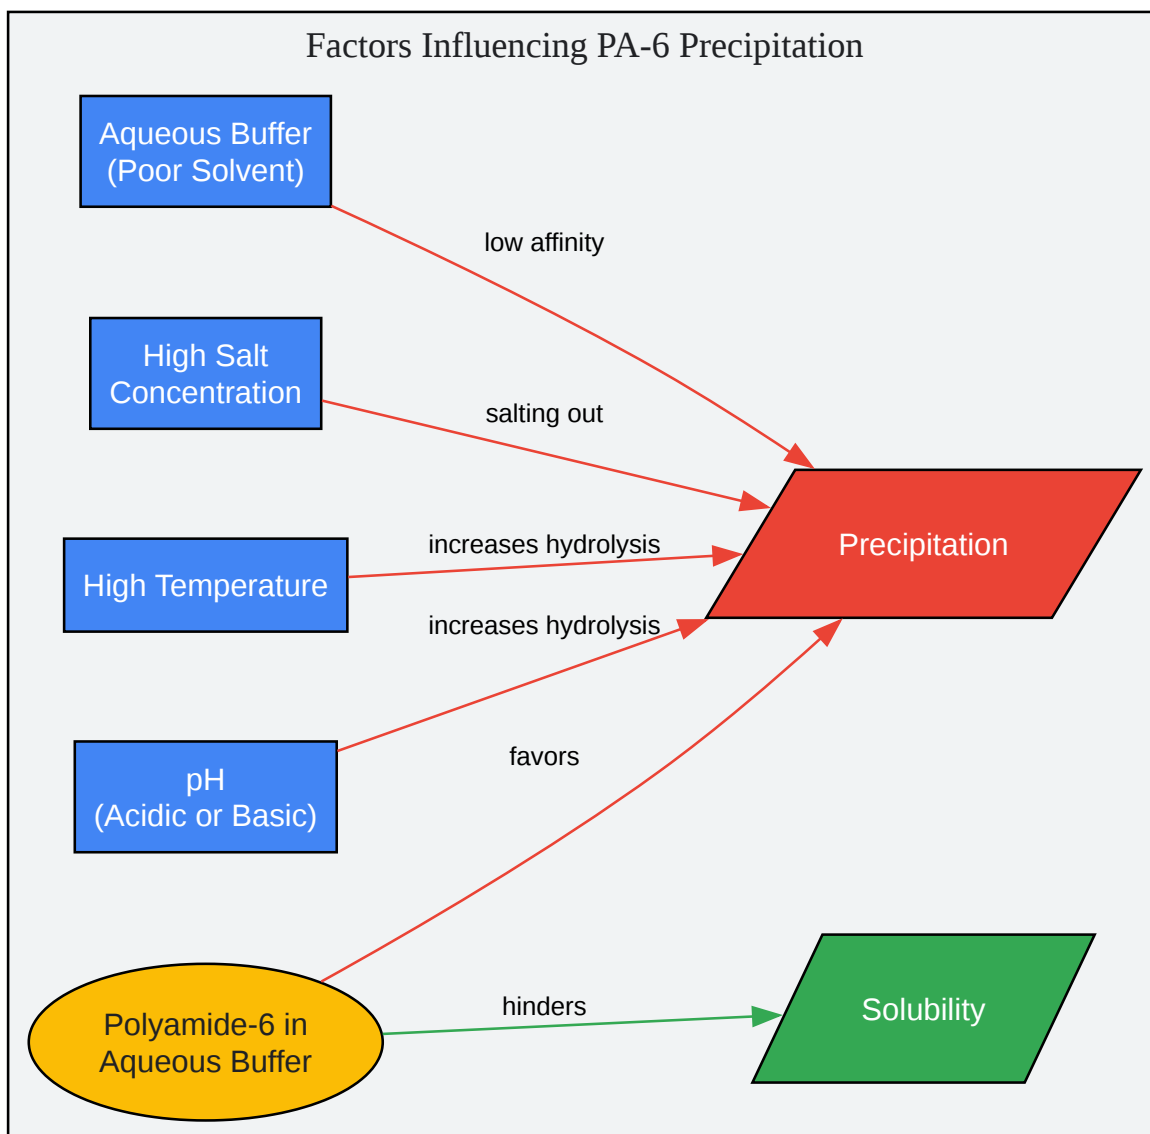 Factors Influencing PA-6 Precipitation
Aqueous Buffer
(Poor Solvent)
low affinity
High Salt
Concentration
salting out
Precipitation
High Temperature
increases hydrolysis
increases hydrolysis
pH
(Acidic or Basic)
favors
Polyamide-6 in
Aqueous Buffer
hinders
Solubility